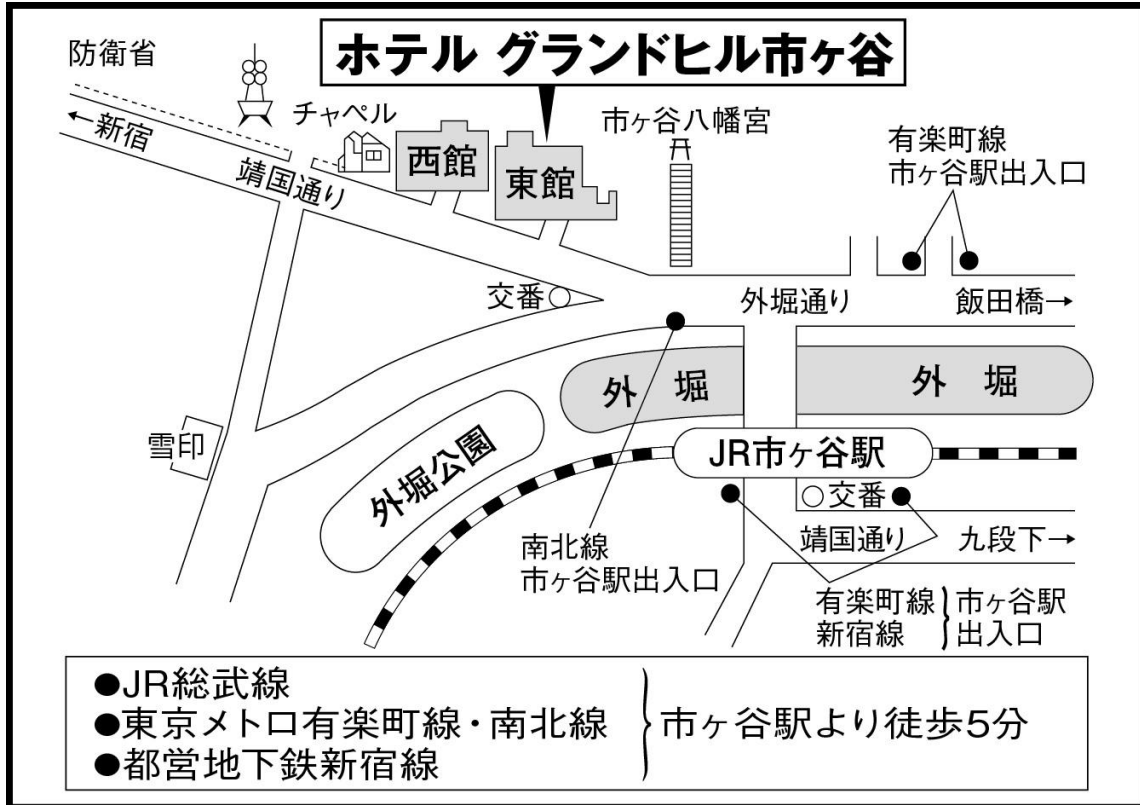 ホテル グランドヒル市ヶ谷
防衛省
チャペル
市ヶ谷八幡宮
←新宿
西館
東館
有楽町線
市ヶ谷駅出入口
靖国通り
交番
外堀通り
飯田橋→
外 堀
外 堀
雪印
外堀公園
JR市ヶ谷駅
交番
南北線
市ヶ谷駅出入口
靖国通り
九段下→
有楽町線
新宿線
市ヶ谷駅
出入口
●JR総武線
●東京メトロ有楽町線・南北線
●都営地下鉄新宿線
市ヶ谷駅より徒歩5分